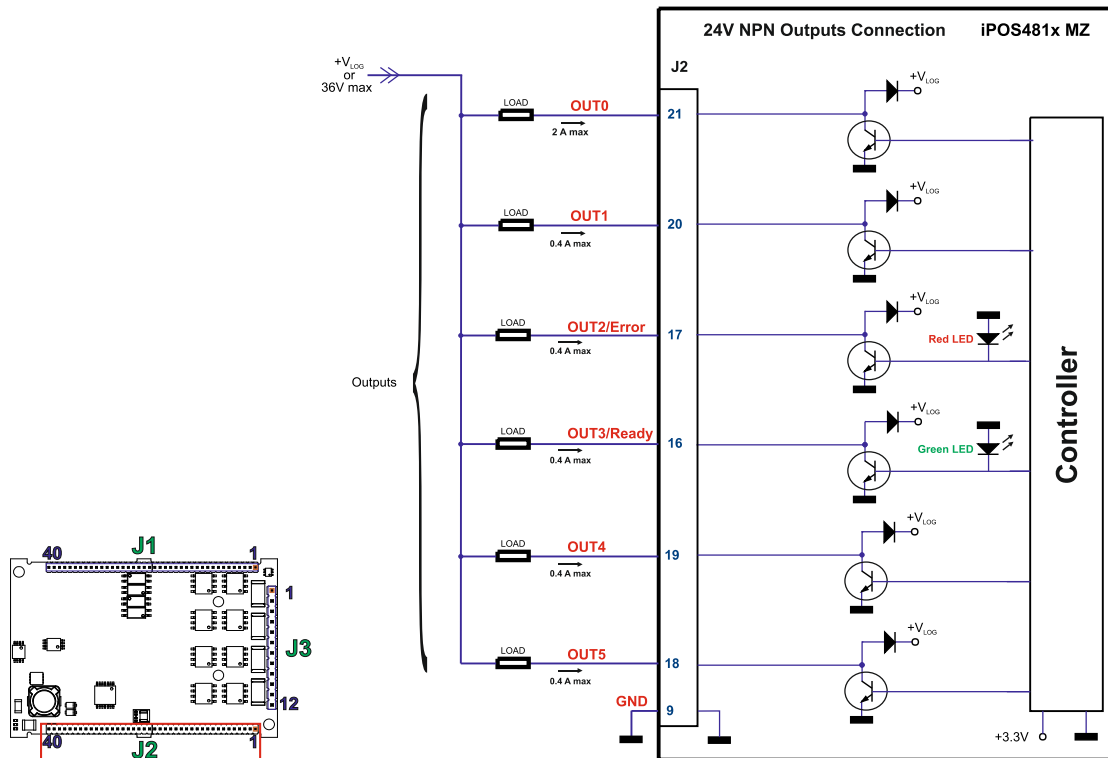 24V NPN Outputs Connection
iPOS481x MZ
+VLOG
or
36V max
J2
LOAD
OUT0
2 A max
21
+VLOG
LOAD
OUT1
0.4 A max
20
+VLOG
LOAD
OUT2/Error
0.4 A max
17
+VLOG
Red LED
Outputs
LOAD
OUT3/Ready
0.4 A max
16
+VLOG
Green LED
Controller
LOAD
OUT4
0.4 A max
19
+VLOG
LOAD
OUT5
0.4 A max
18
+VLOG
GND
9
+3.3V
40
J1
1
1
J3
12
40
J2
1